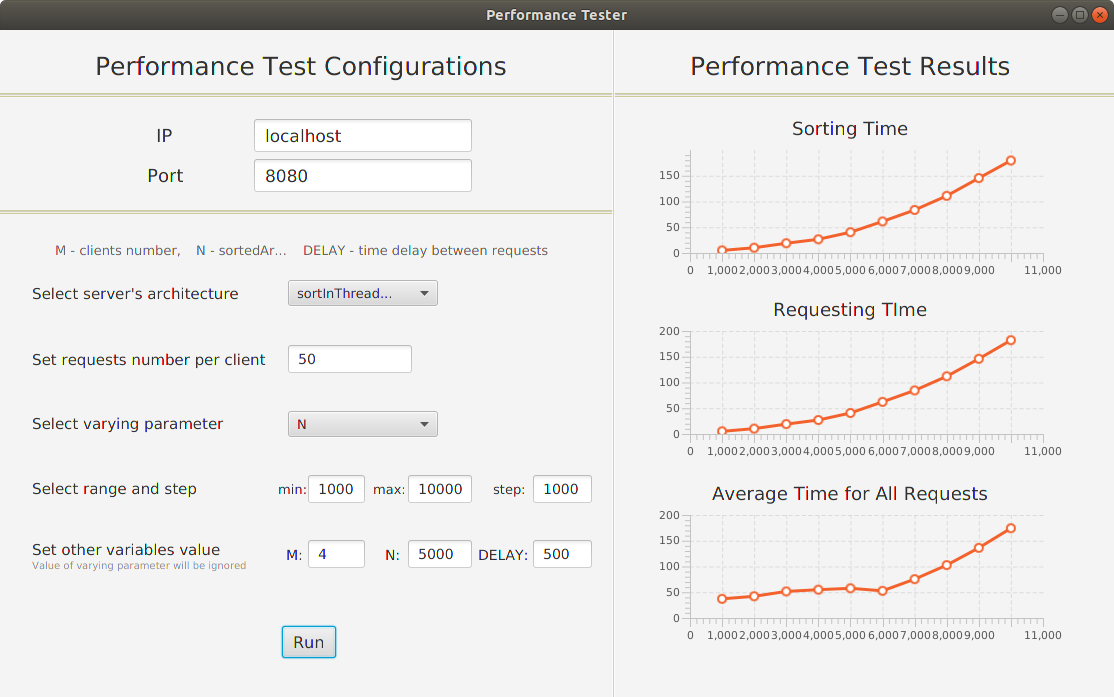 Performance Tester
Performance Test Configurations
IP localhost
Port 8080
M - clients number, N - sortedAr... DELAY - time delay between requests
Select server's architecture sortInThread...
Set requests number per client 50
Select varying parameter N
Select range and step min: 1000 max: 10000 step: 1000
Set other variables value M: 4 N: 5000 DELAY: 500
Value of varying parameter will be ignored
Run
Performance Test Results
Sorting Time
150
100
50
0
0 1,000 2,000 3,000 4,000 5,000 6,000 7,000 8,000 9,000 11,000
Requesting TIme
200
150
100
50
0
0 1,000 2,000 3,000 4,000 5,000 6,000 7,000 8,000 9,000 11,000
Average Time for All Requests
200
150
100
50
0
0 1,000 2,000 3,000 4,000 5,000 6,000 7,000 8,000 9,000 11,000